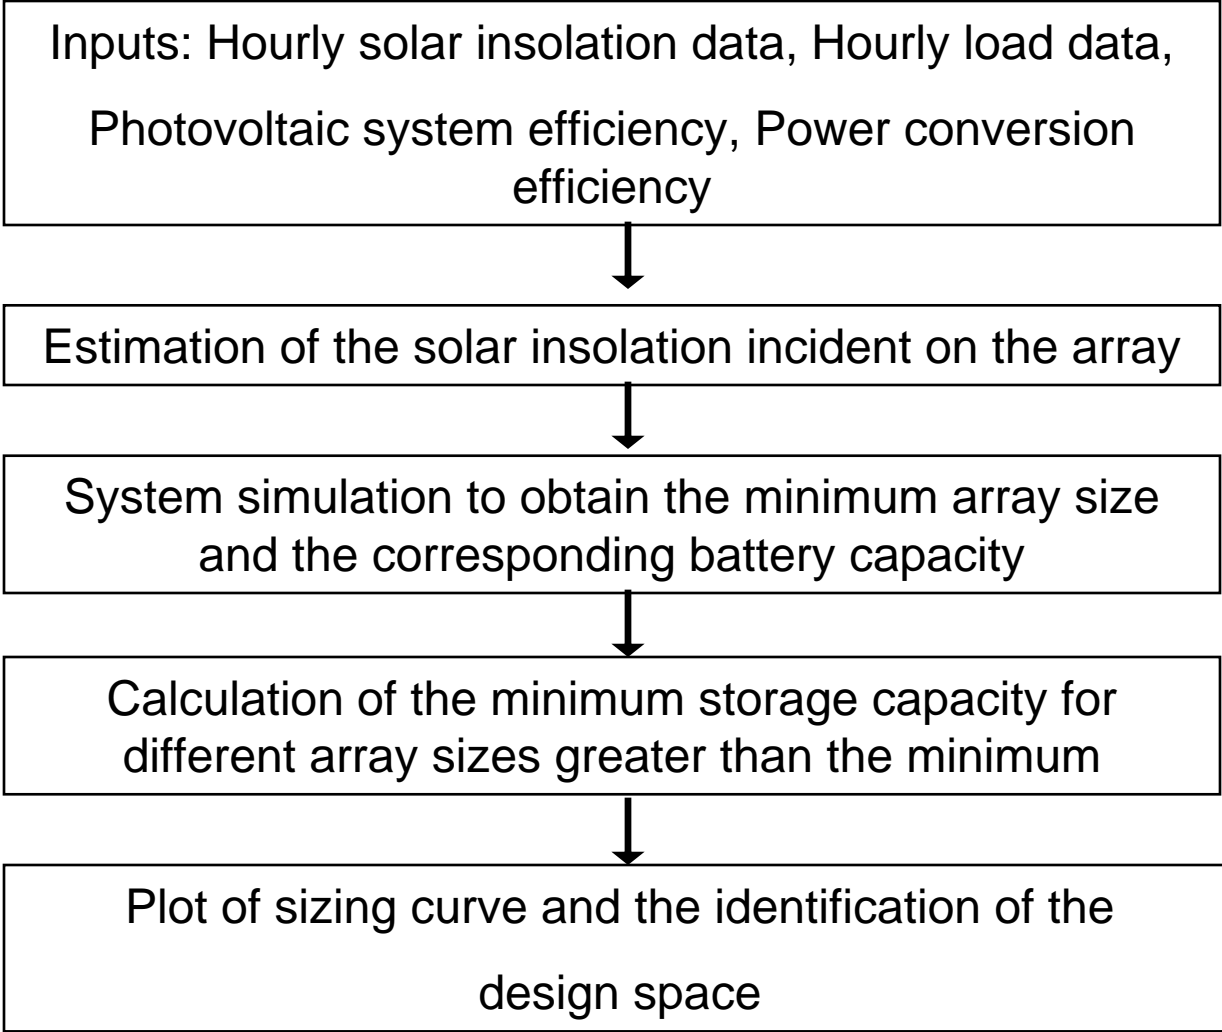 Inputs: Hourly solar insolation data, Hourly load data,
Photovoltaic system efficiency, Power conversion
efficiency
Estimation of the solar insolation incident on the array
System simulation to obtain the minimum array size
and the corresponding battery capacity
Calculation of the minimum storage capacity for
different array sizes greater than the minimum
Plot of sizing curve and the identification of the
design space